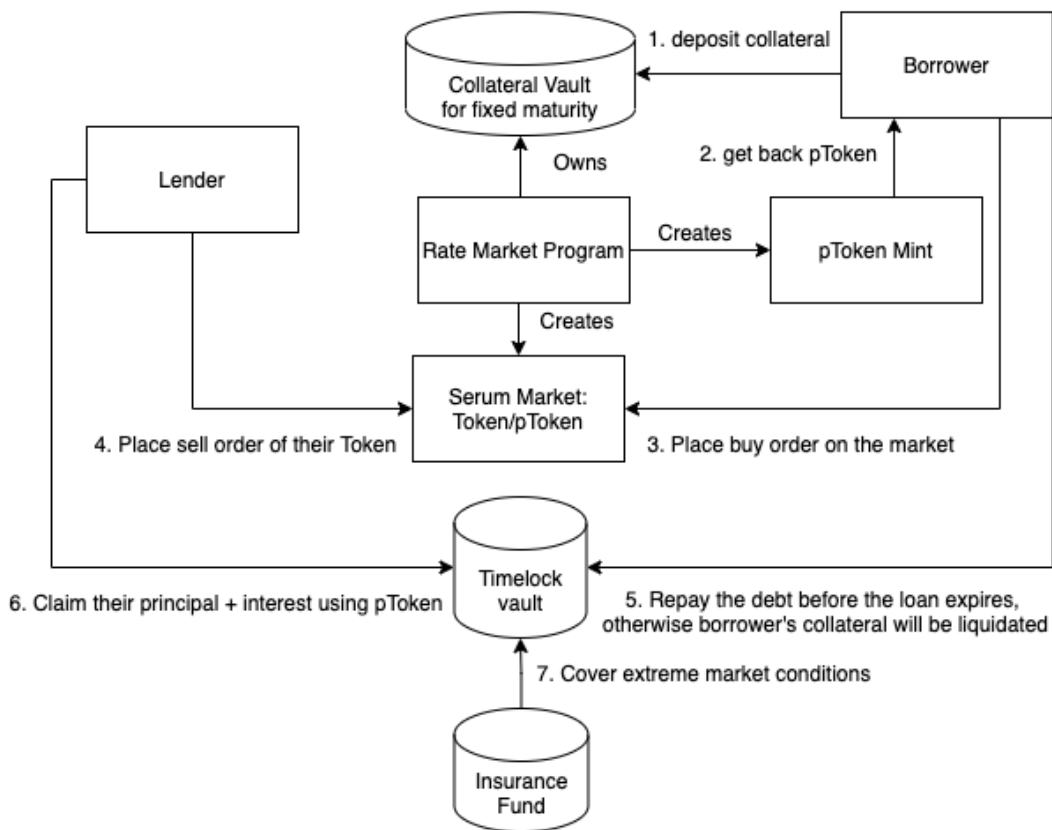 1. deposit collateral
Borrower
Collateral Vault
for fixed maturity
2. get back pToken
Owns
Lender
Rate Market Program
Creates
pToken Mint
Creates
Serum Market:
Token/pToken
4. Place sell order of their Token
3. Place buy order on the market
Timelock
vault
6. Claim their principal + interest using pToken
5. Repay the debt before the loan expires,
otherwise borrower's collateral will be liquidated
7. Cover extreme market conditions
Insurance
Fund